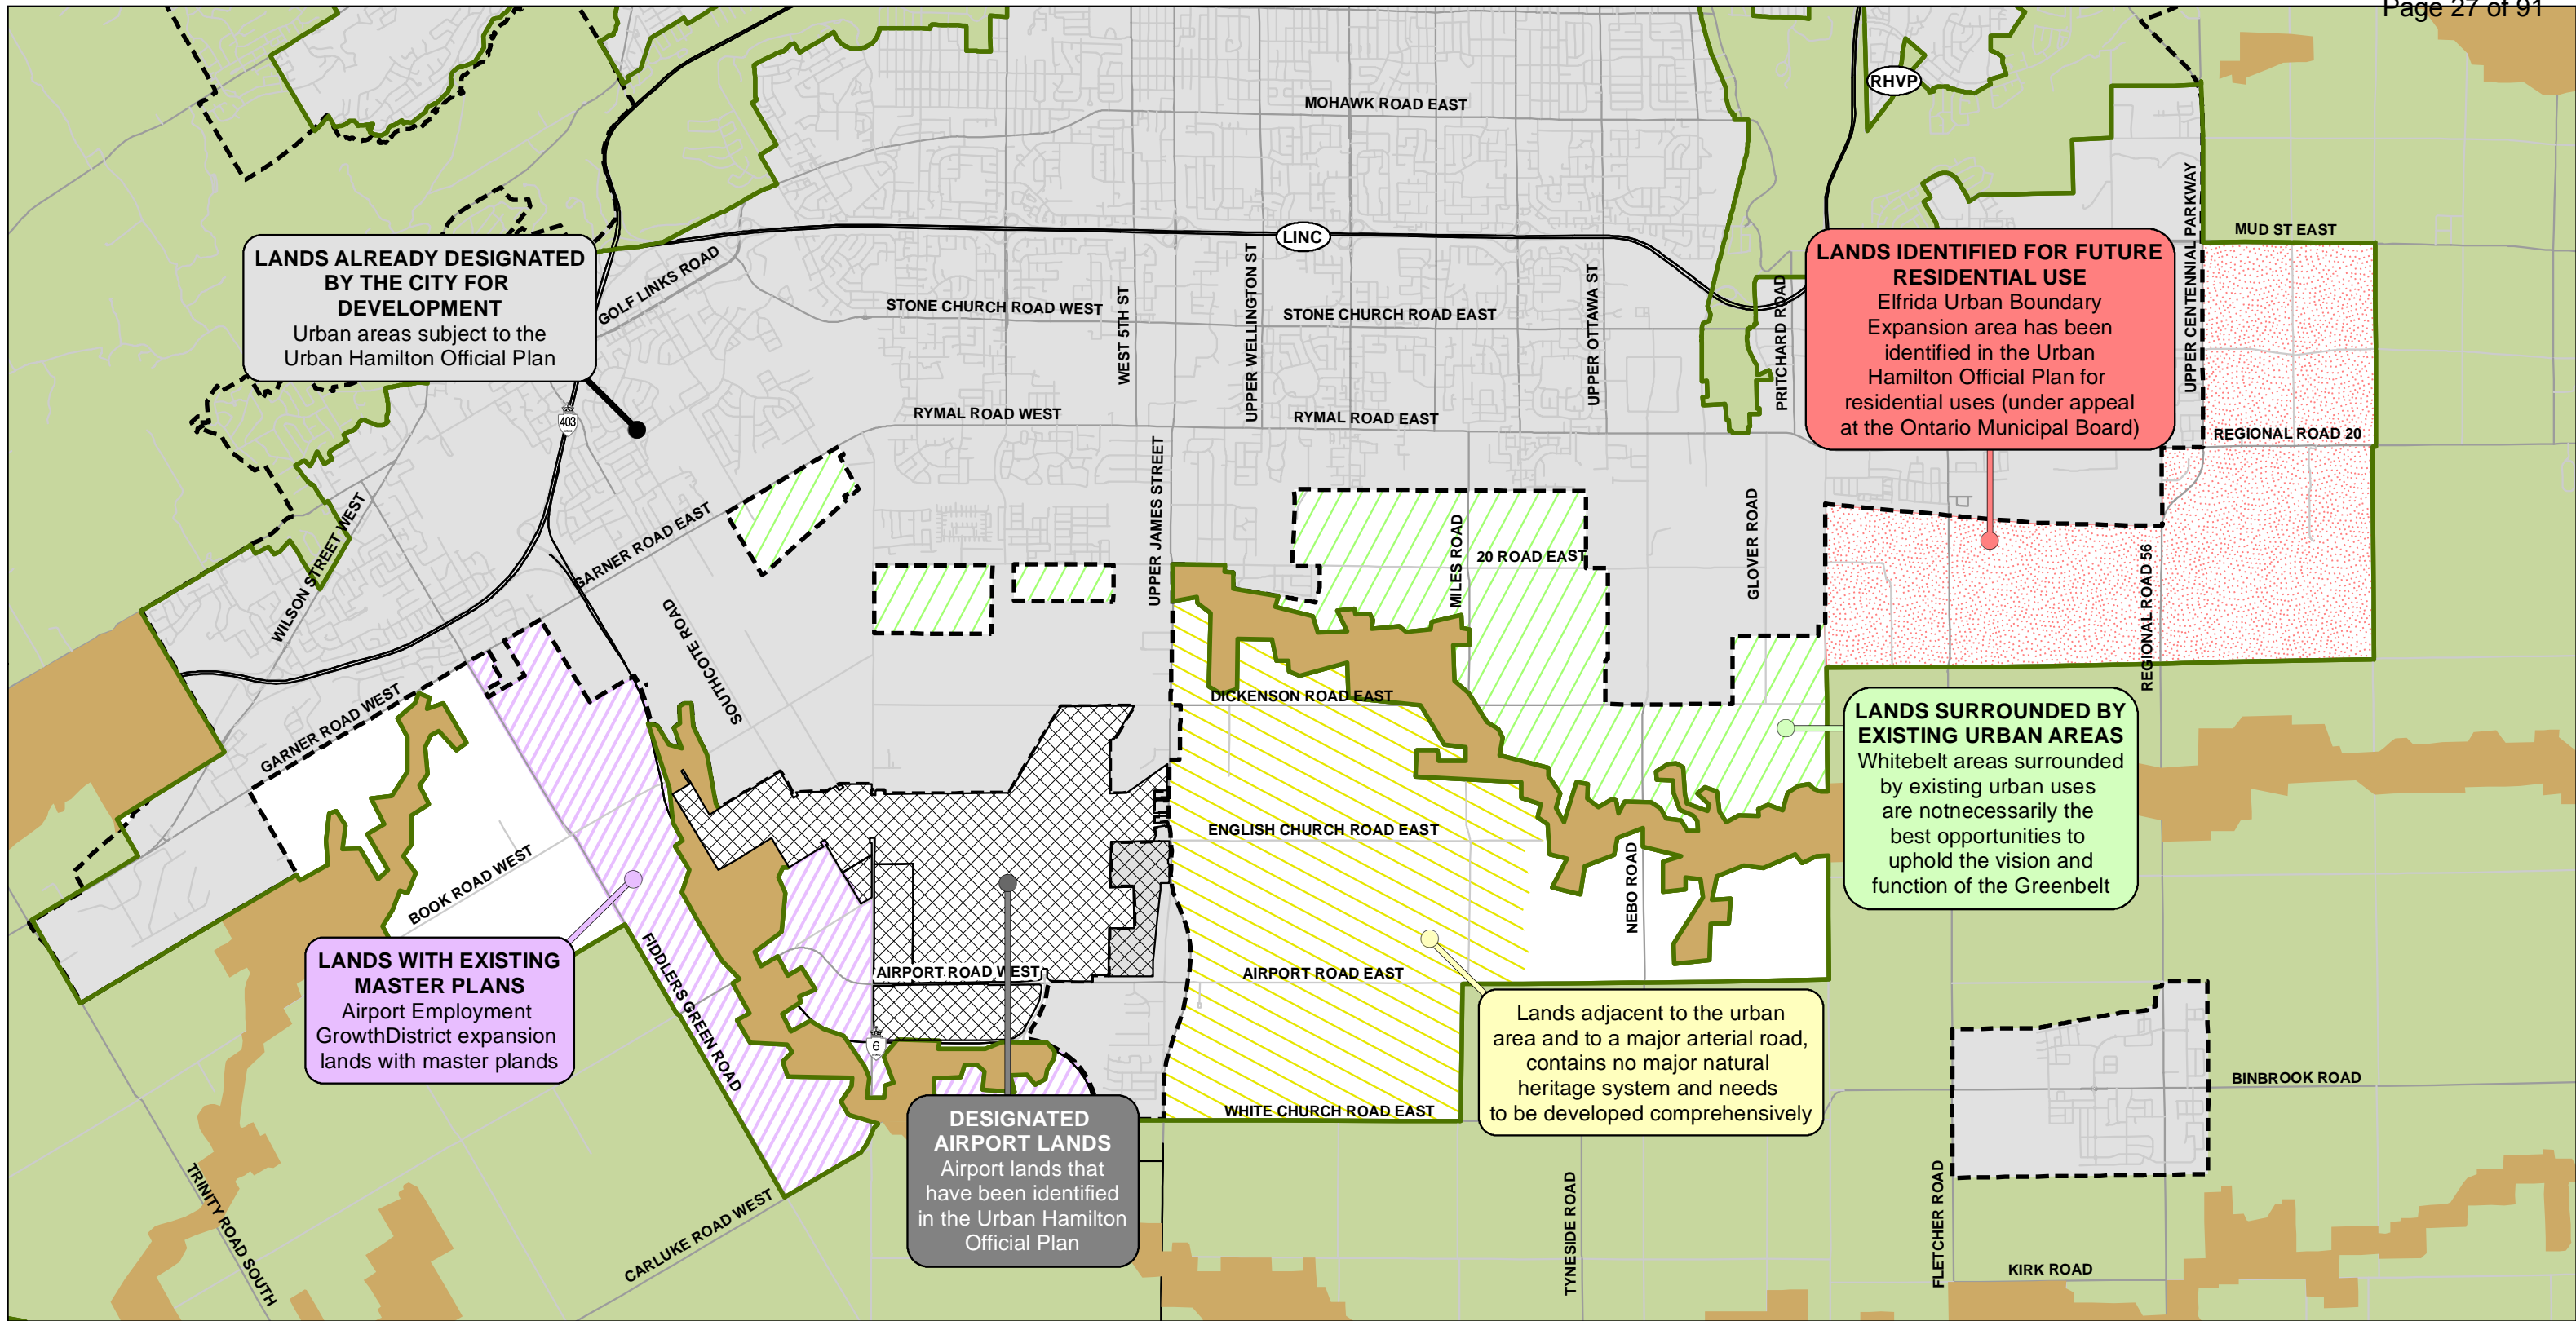 Page 27 of 91
RHVP
MOHAWK ROAD EAST
LINC
MUD ST EAST
UPPER CENTENNIAL PARKWAY
LANDS ALREADY DESIGNATED
BY THE CITY FOR
DEVELOPMENT
Urban areas subject to the
Urban Hamilton Official Plan
GOLF LINKS ROAD
LANDS IDENTIFIED FOR FUTURE
RESIDENTIAL USE
Elfrida Urban Boundary
Expansion area has been
identified in the Urban
Hamilton Official Plan for
residential uses (under appeal
at the Ontario Municipal Board)
STONE CHURCH ROAD WEST
STONE CHURCH ROAD EAST
WEST 5TH ST
UPPER WELLINGTON ST
UPPER OTTAWA ST
PRITCHARD ROAD
403
RYMAL ROAD WEST
RYMAL ROAD EAST
REGIONAL ROAD 20
WILSON STREET WEST
GARNER ROAD EAST
UPPER JAMES STREET
MILES ROAD
20 ROAD EAST
GLOVER ROAD
REGIONAL ROAD 56
SOUTHCOTE ROAD
GARNER ROAD WEST
DICKENSON ROAD EAST
LANDS SURROUNDED BY
EXISTING URBAN AREAS
Whitebelt areas surrounded
by existing urban uses
are notnecessarily the
best opportunities to
uphold the vision and
function of the Greenbelt
ENGLISH CHURCH ROAD EAST
BOOK ROAD WEST
NEBO ROAD
LANDS WITH EXISTING
MASTER PLANS
Airport Employment
GrowthDistrict expansion
lands with master plands
FIDDLERS GREEN ROAD
AIRPORT ROAD WEST
AIRPORT ROAD EAST
6
Lands adjacent to the urban
area and to a major arterial road,
contains no major natural
heritage system and needs
to be developed comprehensively
BINBROOK ROAD
WHITE CHURCH ROAD EAST
DESIGNATED
AIRPORT LANDS
Airport lands that
have been identified
in the Urban Hamilton
Official Plan
TRINITY ROAD SOUTH
CARLUKE ROAD WEST
TYNESIDE ROAD
FLETCHER ROAD
KIRK ROAD